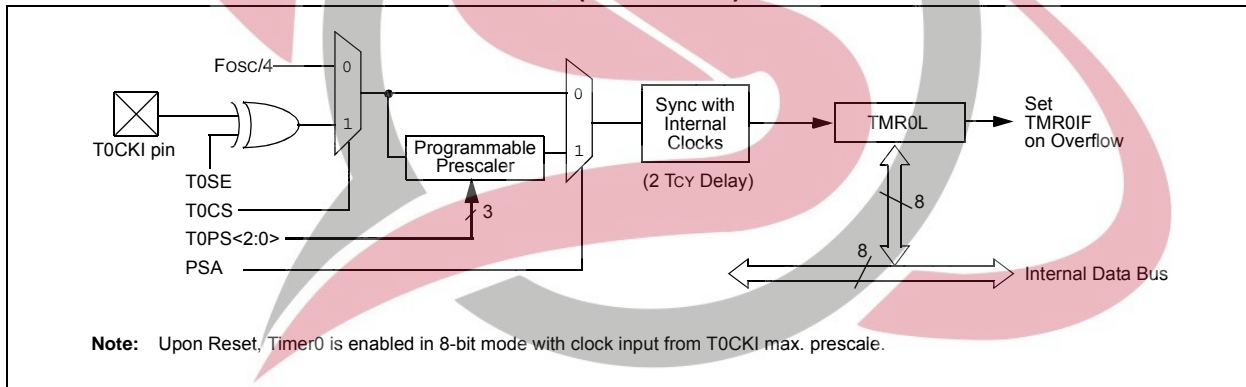 FOSC/4
0
1
T0CKI pin
T0SE
T0CS
T0PS<2:0>
PSA
Programmable
Prescaler
3
0
1
Sync with
Internal
Clocks
(2 TCY Delay)
TMR0L
Set
TMR0IF
on Overflow
8
8
Internal Data Bus
Note: Upon Reset, Timer0 is enabled in 8-bit mode with clock input from T0CKI max. prescale.